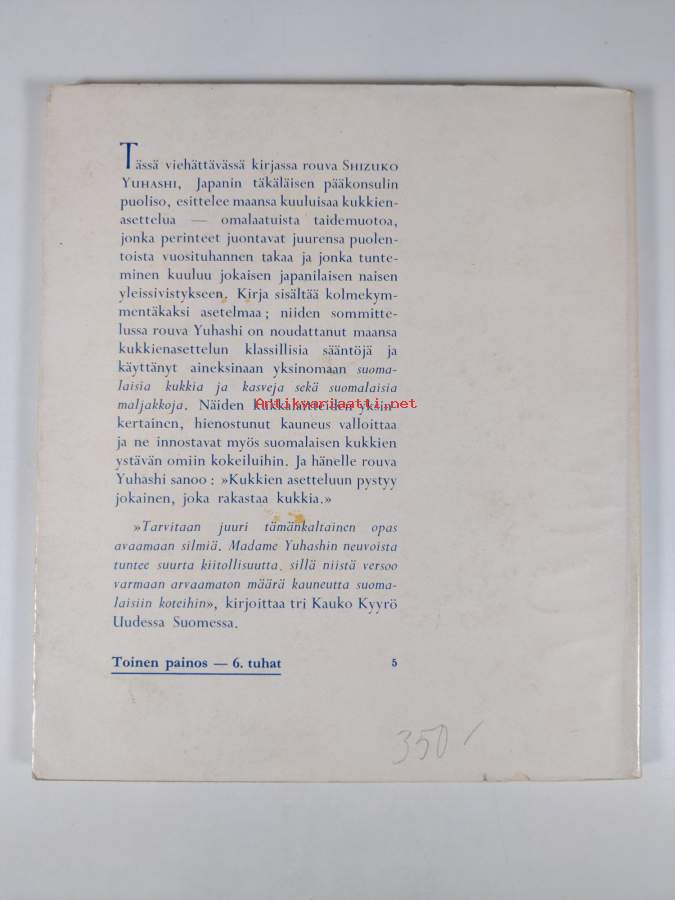 Tässä viehättävässä kirjassa rouva SHIZUKO
YUHASHI, Japanin täkäläisen pääkonsulin
puoliso, esittelee maansa kuuluisaa kukkien-
asettelua — omalaatuista taidemuotoa,
jonka perinteet juontavat juurensa puolen-
toista vuosituhannen takaa ja jonka tunte-
minen kuuluu jokaisen japanilaisen naisen
yleissivistykseen. Kirja sisältää kolmekym-
mentäkaksi asetelmaa; niiden sommitte-
lussa rouva Yuhashi on noudattanut maansa
kukkienasettelun klassillisia sääntöjä ja
käyttänyt aineksinaan yksinomaan suoma-
laisia kukkia ja kasveja sekä suomalaisia
maljakkoja. Näiden kukkalaitteiden yksin-
Antikvariaatti.net
kertainen, hienostunut kauneus valloittaa
ja ne innostavat myös suomalaisen kukkien
ystävän omiin kokeiluihin. Ja hänelle rouva
Yuhashi sanoo: »Kukkien asetteluun pystyy
jokainen, joka rakastaa kukkia.»
»Tarvitaan juuri tämänkaltainen opas
avaamaan silmiä. Madame Yuhashin neuvoista
tuntee suurta kiitollisuutta, sillä niistä versoo
varmaan arvaamaton määrä kauneutta suoma-
laisiin koteihin», kirjoittaa tri Kauko Kyyrö
Uudessa Suomessa.
Toinen painos — 6. tuhat 5
350/